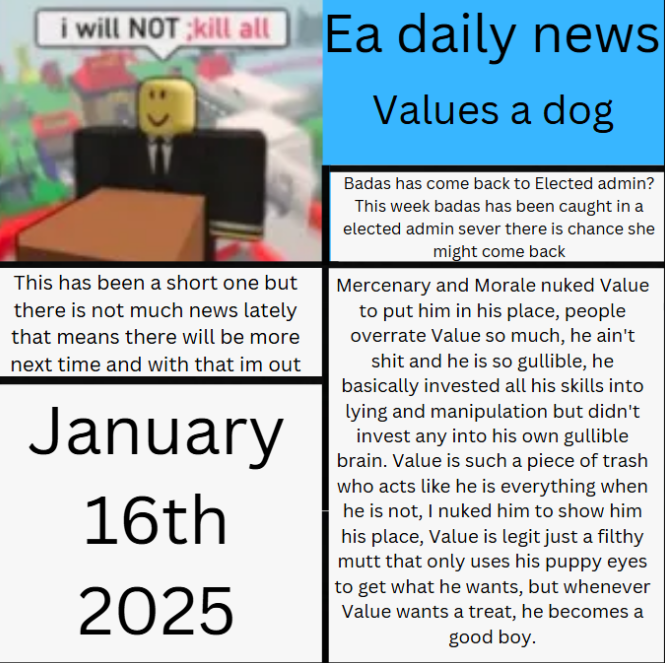 i will NOT ;kill all
Ea daily news
Values a dog
Badas has come back to Elected admin?
This week badas has been caught in a
elected admin sever there is chance she
might come back
This has been a short one but
there is not much news lately
that means there will be more
next time and with that im out
Mercenary and Morale nuked Value
to put him in his place, people
overrate Value so much, he ain't
shit and he is so gullible, he
basically invested all his skills into
lying and manipulation but didn't
invest any into his own gullible
brain. Value is such a piece of trash
who acts like he is everything when
he is not, I nuked him to show him
his place, Value is legit just a filthy
mutt that only uses his puppy eyes
to get what he wants, but whenever
Value wants a treat, he becomes a
good boy.
January
16th
2025